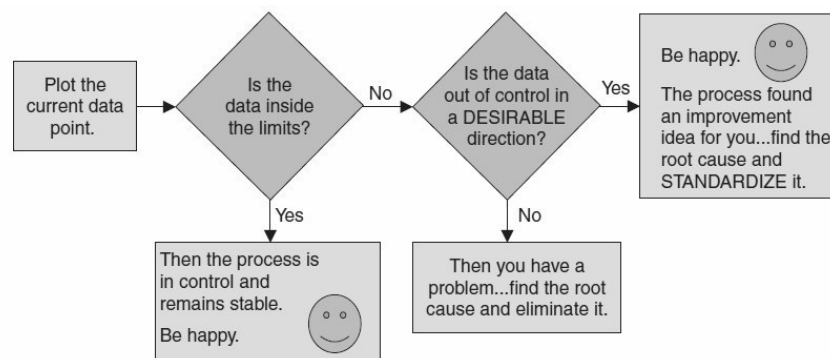 Plot the
current data
point.
Is the
data inside
the limits?
No
Is the data
out of control in
a DESIRABLE
direction?
Yes
Be happy.
The process found
an improvement
idea for you...find the
root cause and
STANDARDIZE it.
Yes
Then the process is
in control and
remains stable.
Be happy.
No
Then you have a
problem...find the root
cause and eliminate it.